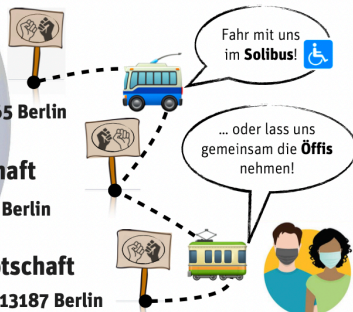 Fahr mit uns
im Solibus!
5 Berlin
... oder lass uns
gemeinsam die Öffis
nehmen!
haft
Berlin
tschaft
13187 Berlin